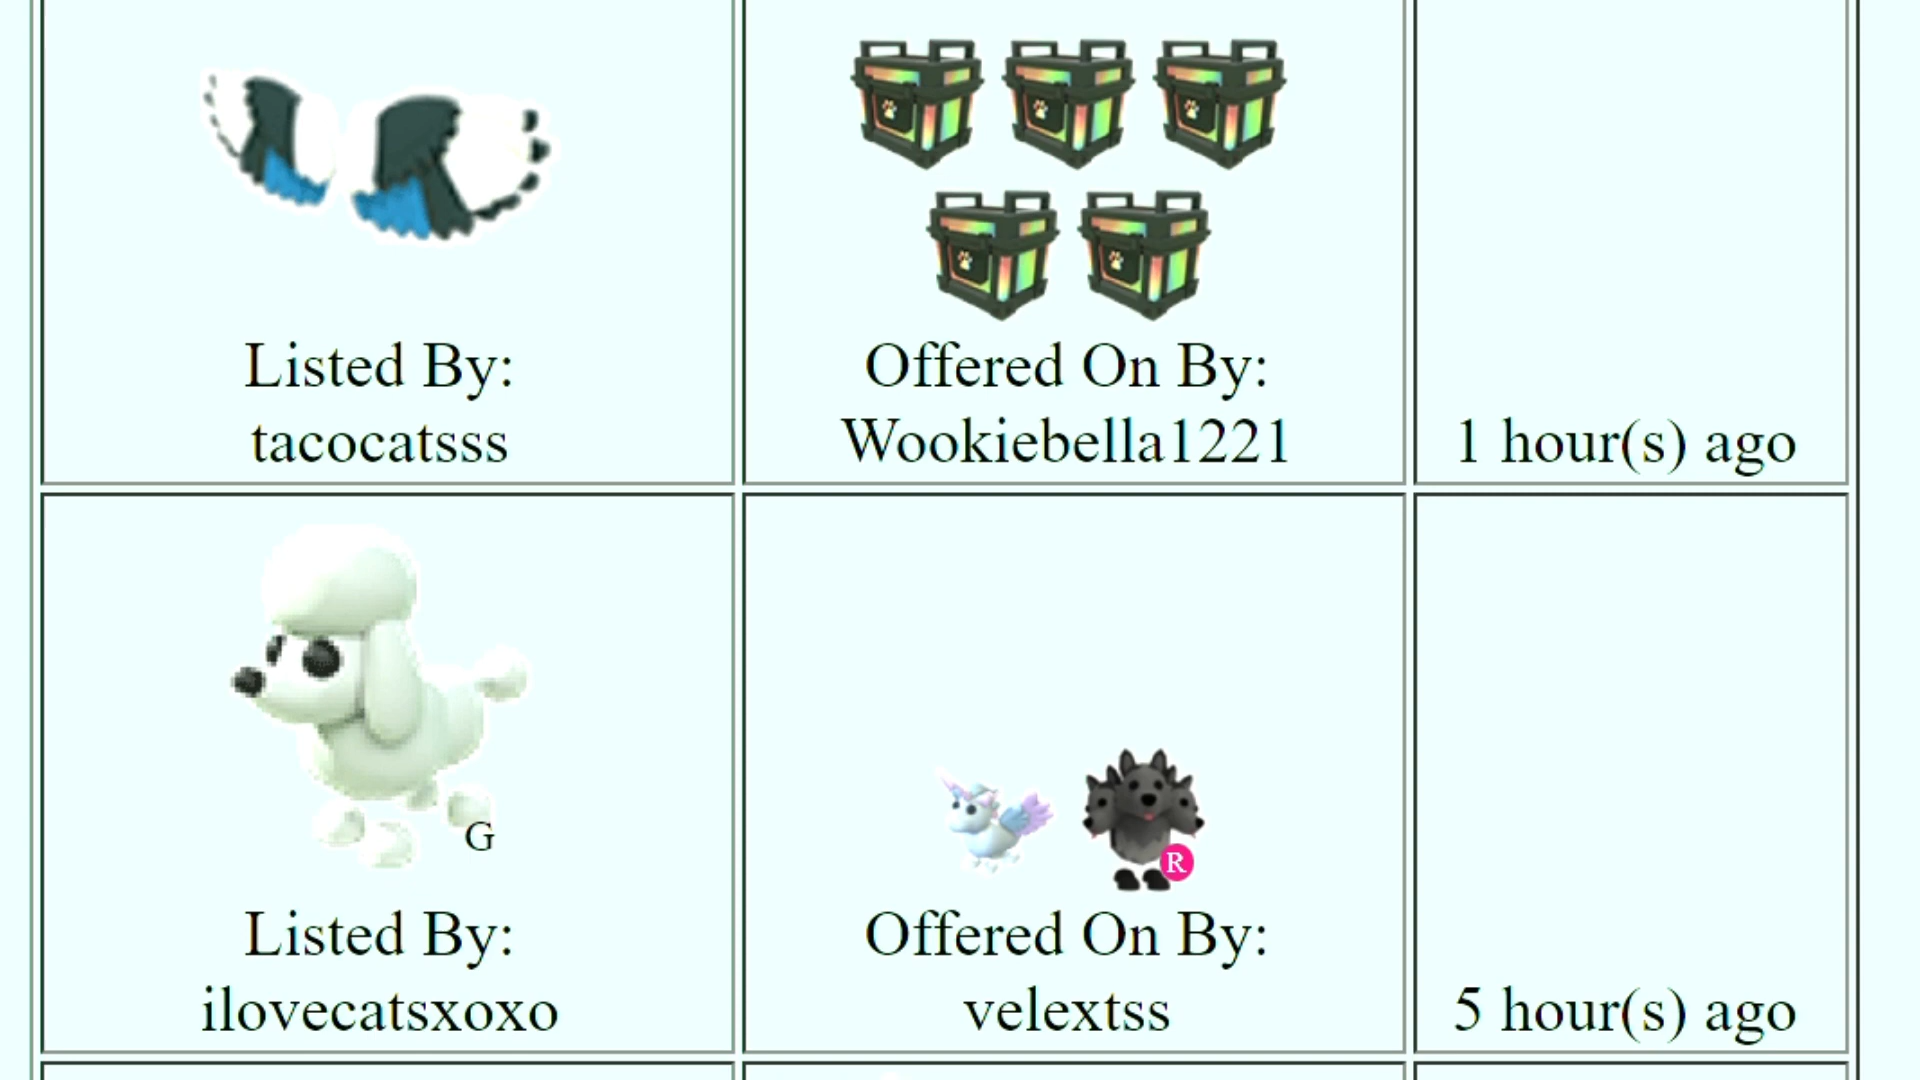 Listed By:
tacocatsss
Offered On By:
Wookiebella1221
1 hour(s) ago
G
Listed By:
ilovecatsxoxo
R
Offered On By:
velextss
5 hour(s) ago